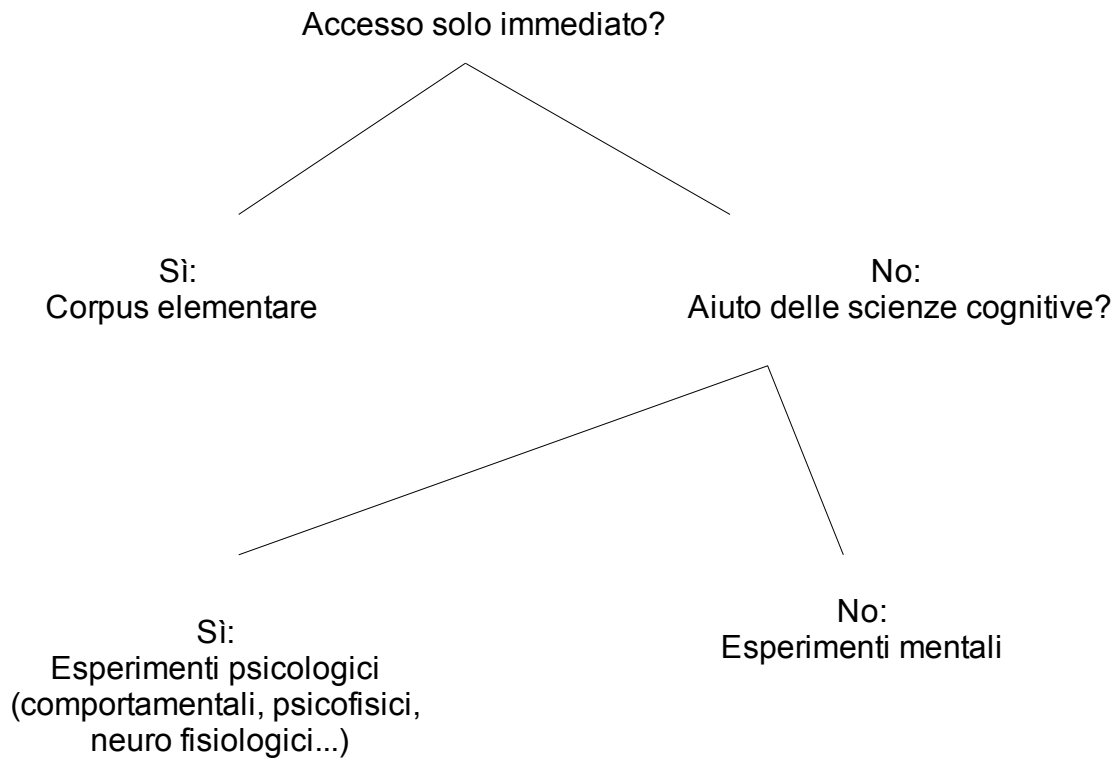 Accesso solo immediato?
Sì:
Corpus elementare
No:
Aiuto delle scienze cognitive?
Sì:
Esperimenti psicologici
(comportamentali, psicofisici,
neuro fisiologici...)
No:
Esperimenti mentali